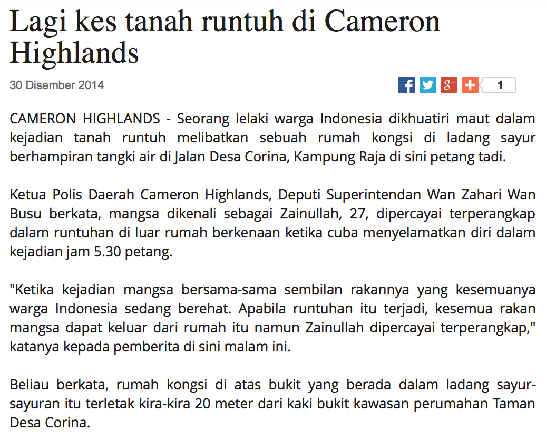 Lagi kes tanah runtuh di Cameron
Highlands
30 Disember 2014
1
CAMERON HIGHLANDS - Seorang lelaki warga Indonesia dikhuatiri maut dalam
kejadian tanah runtuh melibatkan sebuah rumah kongsi di ladang sayur
berhampiran tangki air di Jalan Desa Corina, Kampung Raja di sini petang tadi.
Ketua Polis Daerah Cameron Highlands, Deputi Superintendan Wan Zahari Wan
Busu berkata, mangsa dikenali sebagai Zainullah, 27, dipercayai terperangkap
dalam runtuhan di luar rumah berkenaan ketika cuba menyelamatkan diri dalam
kejadian jam 5.30 petang.
"Ketika kejadian mangsa bersama-sama sembilan rakannya yang kesemuanya
warga Indonesia sedang berehat. Apabila runtuhan itu terjadi, kesemua rakan
mangsa dapat keluar dari rumah itu namun Zainullah dipercayai terperangkap,"
katanya kepada pemberita di sini malam ini.
Beliau berkata, rumah kongsi di atas bukit yang berada dalam ladang sayur-
sayuran itu terletak kira-kira 20 meter dari kaki bukit kawasan perumahan Taman
Desa Corina.